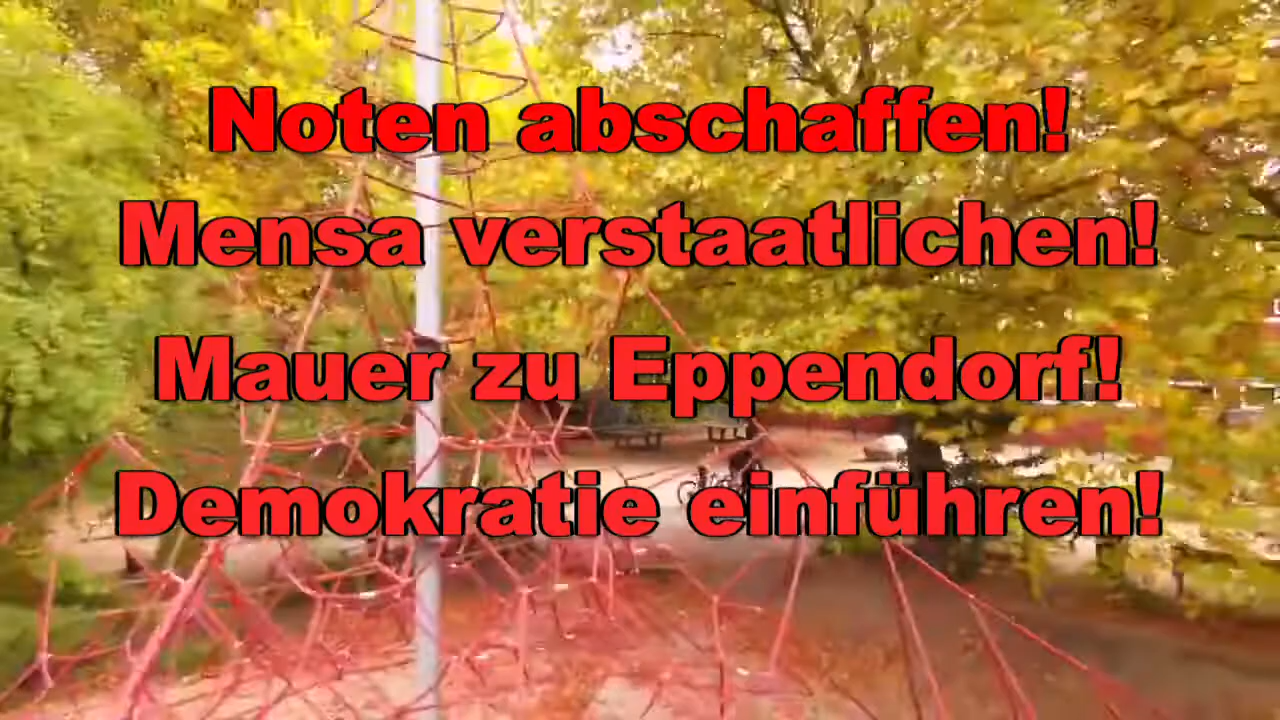 Noten abschaffen!
Mensa verstaatlichen!
Mauer zu Eppendorf!
Demokratie einführen!